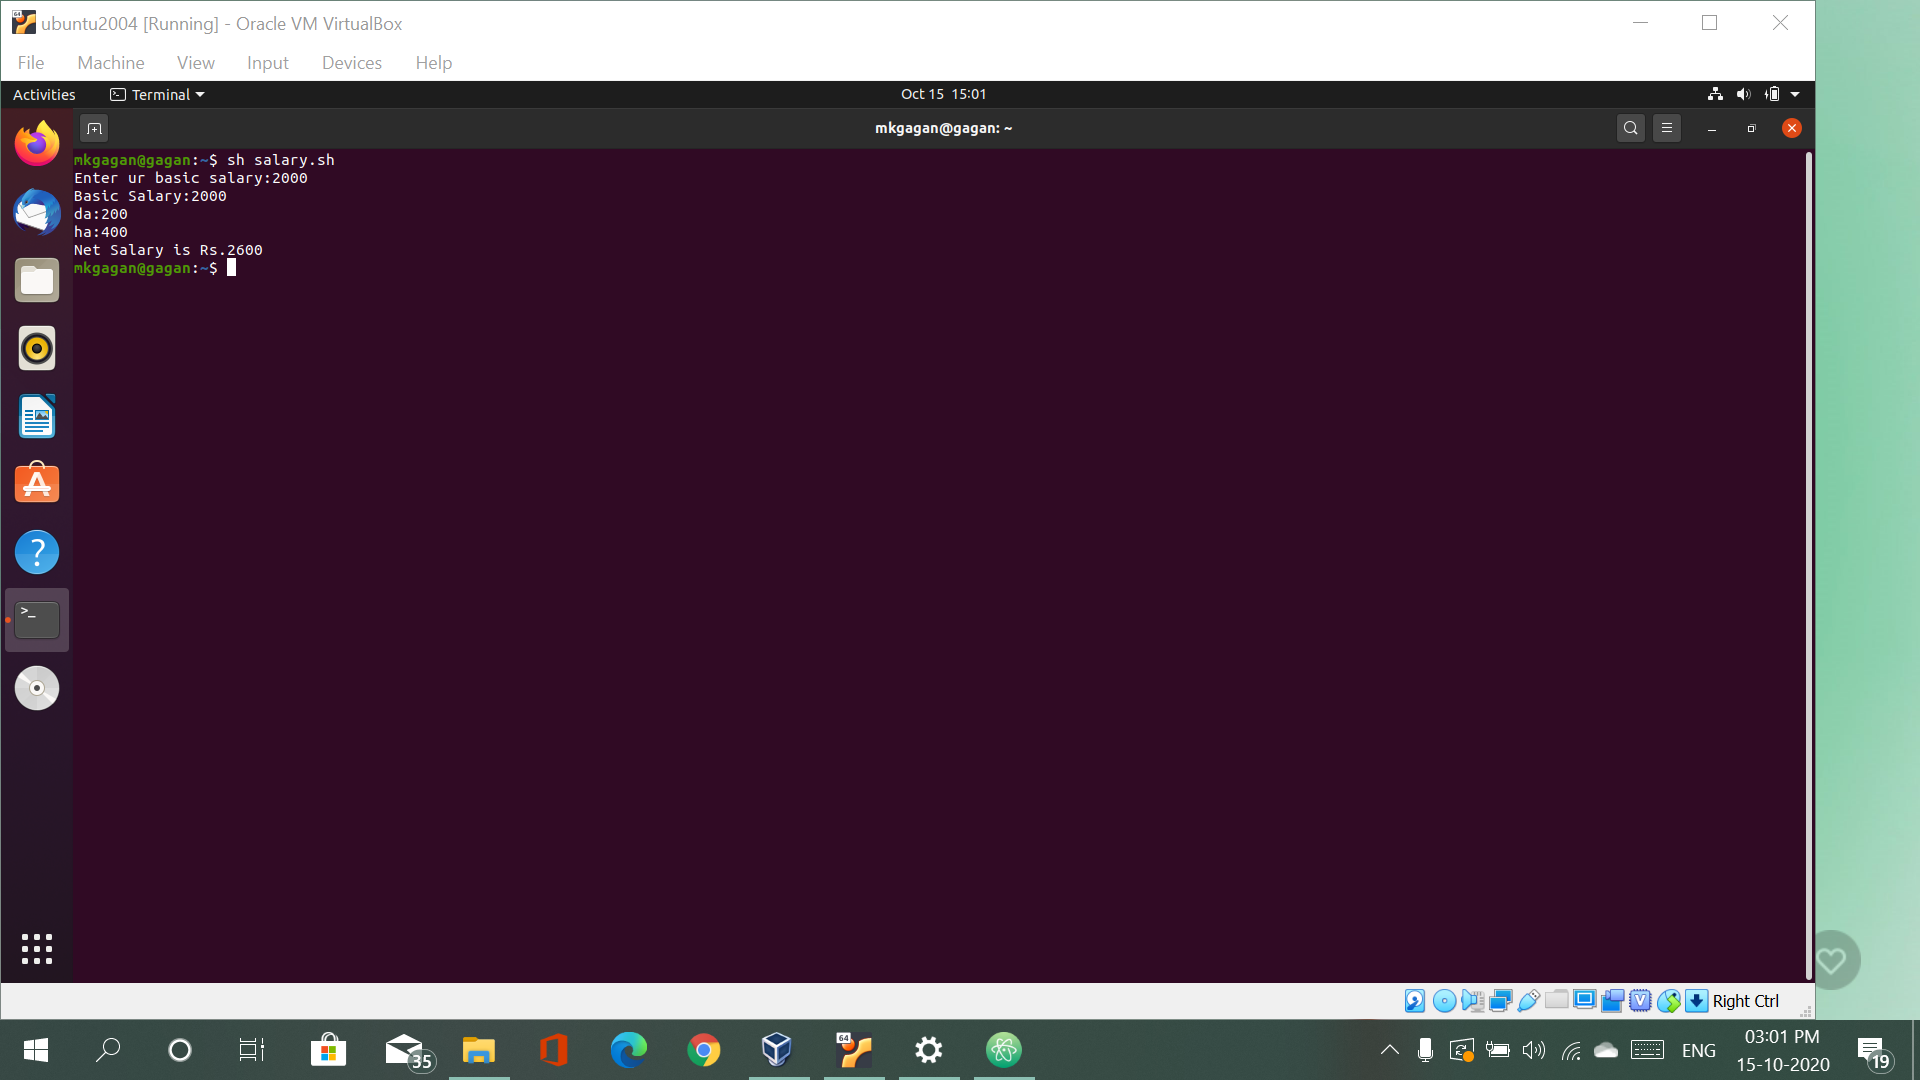 ubuntu2004 [Running] - Oracle VM VirtualBox
File Machine View Input Devices Help
Activities Terminal Oct 15 15:01
mkgagan@gagan: ~
mkgagan@gagan:~$ sh salary.sh
Enter ur basic salary:2000
Basic Salary:2000
da:200
ha:400
Net Salary is Rs.2600
mkgagan@gagan:~$
Right Ctrl
35
64
ENG
03:01 PM
15-10-2020
19